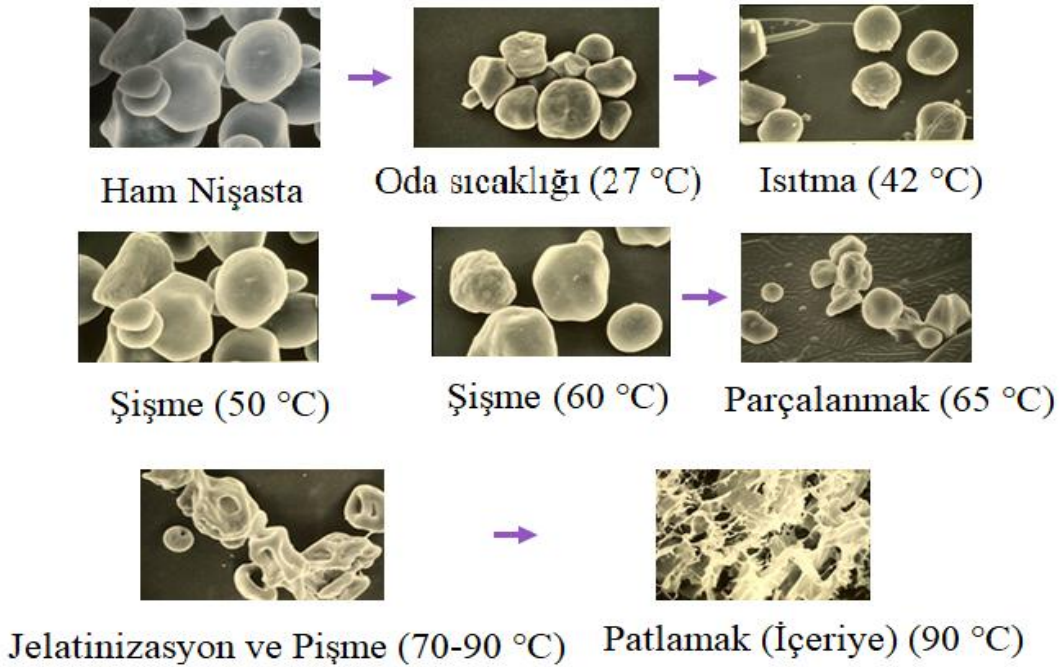 Ham Nişasta
Oda sıcaklığı (27 °C)
Isıtma (42 °C)
Şişme (50 °C)
Şişme (60 °C)
Parçalanmak (65 °C)
Jelatinizasyon ve Pişme (70-90 °C)
Patlamak (İçeriye) (90 °C)